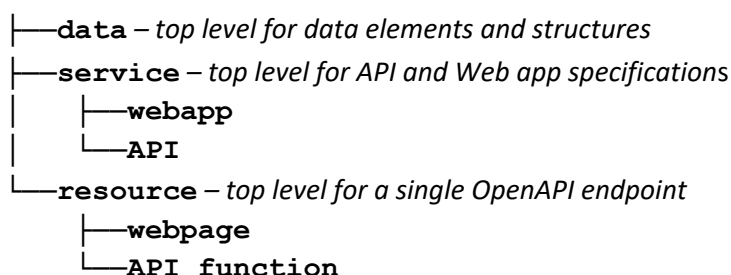 ├──data – top level for data elements and structures
├──service – top level for API and Web app specifications
│   ├──webapp
│   └──API
└──resource – top level for a single OpenAPI endpoint
    ├──webpage
    └──API function